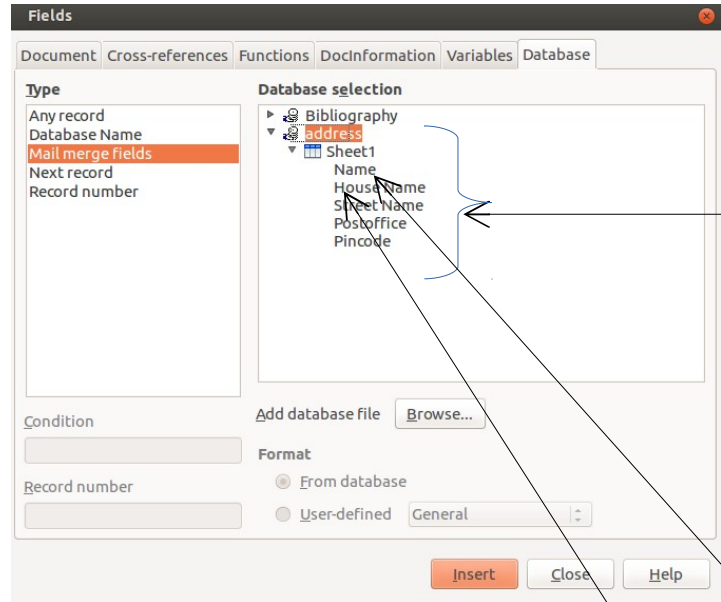 Fields
Document Cross-references Functions DocInformation Variables Database
Type
Any record
Database Name
Mail merge fields
Next record
Record number
Database selection
Bibliography
address
Sheet1
Name
House Name
Street Name
Postoffice
Pincode
Add database file Browse...
Condition
Format
From database
Record number
User-defined General
Insert Close Help